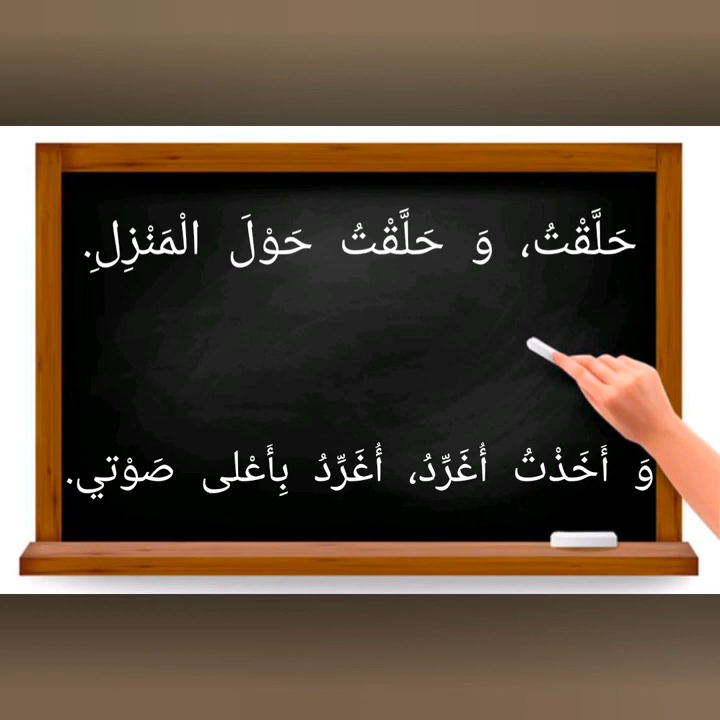 حَلَّقْتُ، وَ حَلَّقْتُ حَوْلَ الْمَنْزِلِ.
وَ أَخَذْتُ أُغَرِّدُ، أُغَرِّدُ بِأَعْلى صَوْتي.